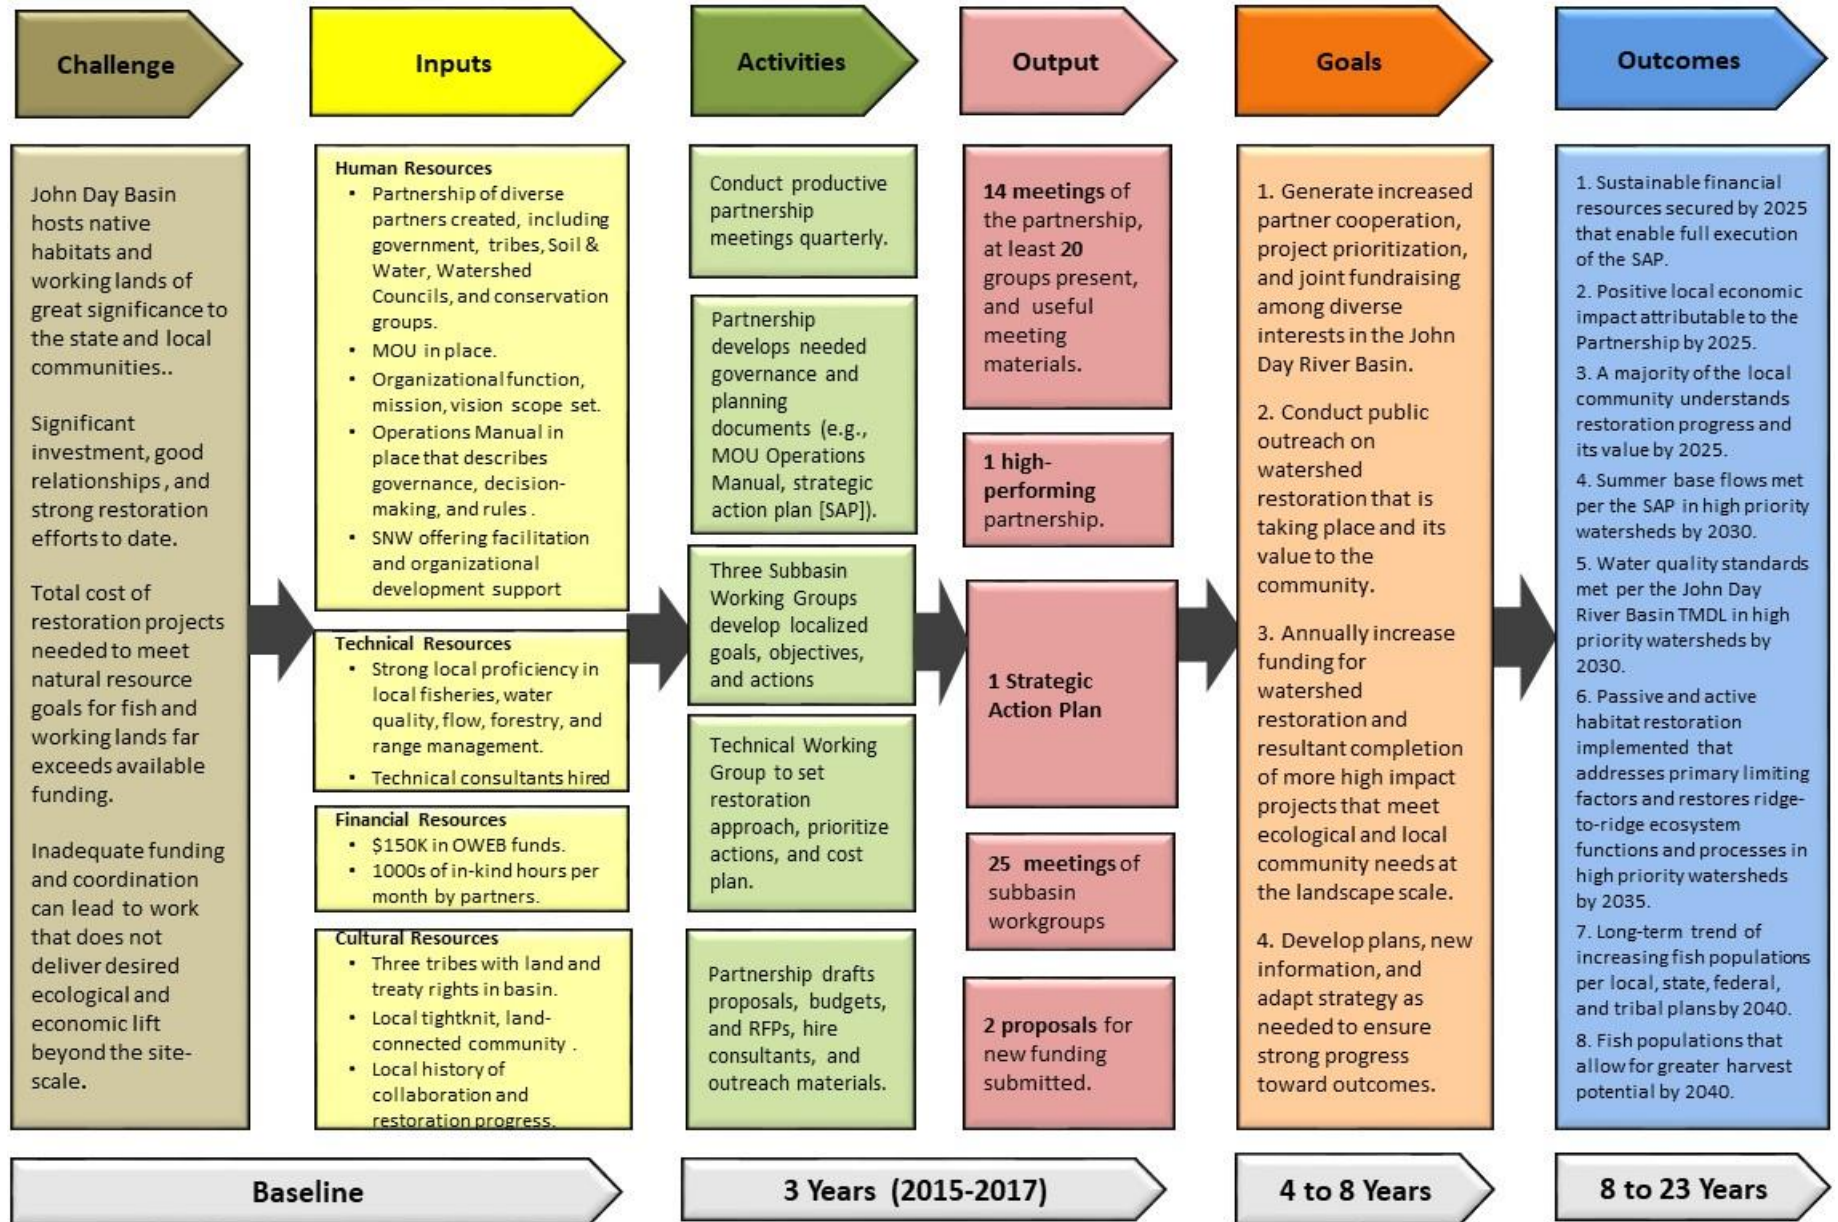 Challenge
Inputs
Activities
Output
Goals
Outcomes
John Day Basin
hosts native
habitats and
working lands of
great significance to
the state and local
communities..
Significant
investment, good
relationships, and
strong restoration
efforts to date.
Total cost of
restoration projects
needed to meet
natural resource
goals for fish and
working lands far
exceeds available
funding.
Inadequate funding
and coordination
can lead to work
that does not
deliver desired
ecological and
economic lift
beyond the site-
scale.
Human Resources
• Partnership of diverse
partners created, including
government, tribes, Soil &
Water, Watershed
Councils, and conservation
groups.
• MOU in place.
• Organizational function,
mission, vision scope set.
• Operations Manual in
place that describes
governance, decision-
making, and rules .
• SNW offering facilitation
and organizational
development support
Technical Resources
• Strong local proficiency in
local fisheries, water
quality, flow, forestry, and
range management.
• Technical consultants hired
Financial Resources
• $150K in OWEB funds.
• 1000s of in-kind hours per
month by partners.
Cultural Resources
• Three tribes with land and
treaty rights in basin.
• Local tightknit, land-
connected community .
• Local history of
collaboration and
restoration progress.
Conduct productive
partnership
meetings quarterly.
Partnership
develops needed
governance and
planning
documents (e.g.,
MOU Operations
Manual, strategic
action plan [SAP]).
Three Subbasin
Working Groups
develop localized
goals, objectives,
and actions
Technical Working
Group to set
restoration
approach, prioritize
actions, and cost
plan.
Partnership drafts
proposals, budgets,
and RFPs, hire
consultants, and
outreach materials.
14 meetings of
the partnership,
at least 20
groups present,
and useful
meeting
materials.
1 high-
performing
partnership.
1 Strategic
Action Plan
25 meetings of
subbasin
workgroups
2 proposals for
new funding
submitted.
1. Generate increased
partner cooperation,
project prioritization,
and joint fundraising
among diverse
interests in the John
Day River Basin.
2. Conduct public
outreach on
watershed
restoration that is
taking place and its
value to the
community.
3. Annually increase
funding for
watershed
restoration and
resultant completion
of more high impact
projects that meet
ecological and local
community needs at
the landscape scale.
4. Develop plans, new
information, and
adapt strategy as
needed to ensure
strong progress
toward outcomes.
1. Sustainable financial
resources secured by 2025
that enable full execution
of the SAP.
2. Positive local economic
impact attributable to the
Partnership by 2025.
3. A majority of the local
community understands
restoration progress and
its value by 2025.
4. Summer base flows met
per the SAP in high priority
watersheds by 2030.
5. Water quality standards
met per the John Day
River Basin TMDL in high
priority watersheds by
2030.
6. Passive and active
habitat restoration
implemented that
addresses primary limiting
factors and restores ridge-
to-ridge ecosystem
functions and processes in
high priority watersheds
by 2035.
7. Long-term trend of
increasing fish populations
per local, state, federal,
and tribal plans by 2040.
8. Fish populations that
allow for greater harvest
potential by 2040.
Baseline
3 Years (2015-2017)
4 to 8 Years
8 to 23 Years